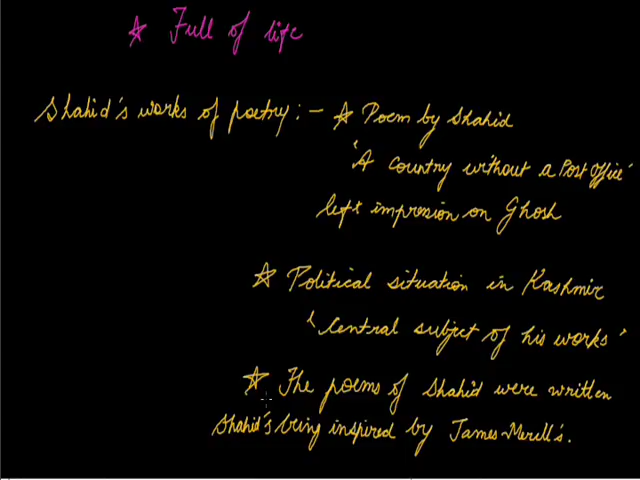 ★ Full of life
Shahid's works of poetry : - ★ Poem by Shahid
'A Country without a Post Office'
left impression on Ghosh
★ Political situation in Kashmir
'Central subject of his works'
★ The poems of Shahid were written
Shahid's being inspired by James Merill's.